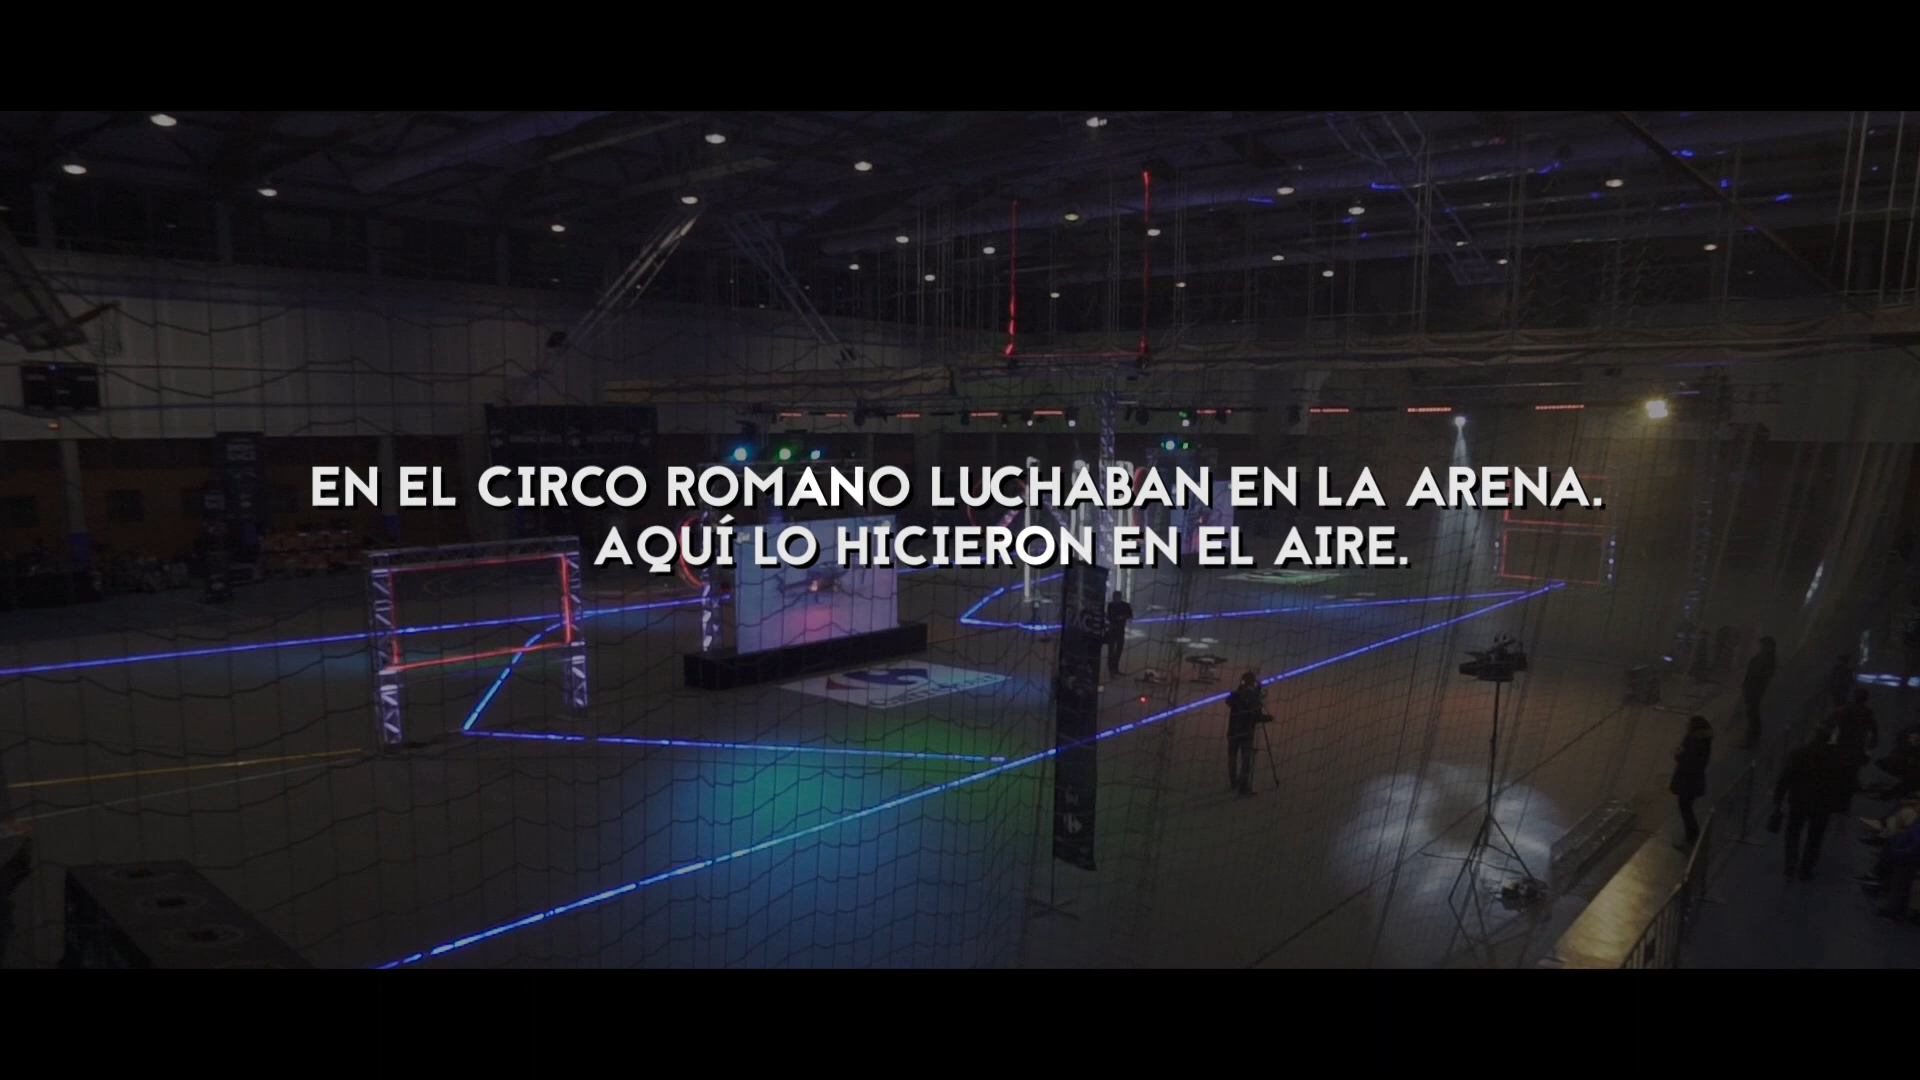 EN EL CIRCO ROMANO LUCHABAN EN LA ARENA.
AQUÍ LO HICIERON EN EL AIRE.